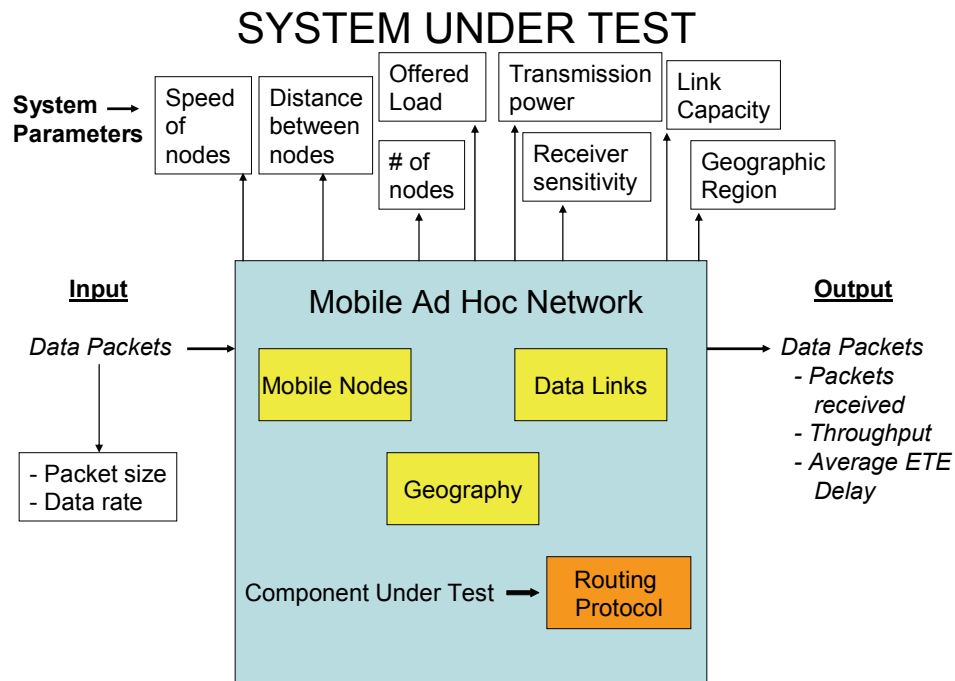 SYSTEM UNDER TEST
System
Parameters
Speed
of
nodes
Distance
between
nodes
Offered
Load
# of
nodes
Transmission
power
Receiver
sensitivity
Link
Capacity
Geographic
Region
Input
Data Packets
- Packet size
- Data rate
Mobile Ad Hoc Network
Mobile Nodes
Data Links
Geography
Component Under Test
Routing
Protocol
Output
Data Packets
- Packets
received
- Throughput
- Average ETE
Delay